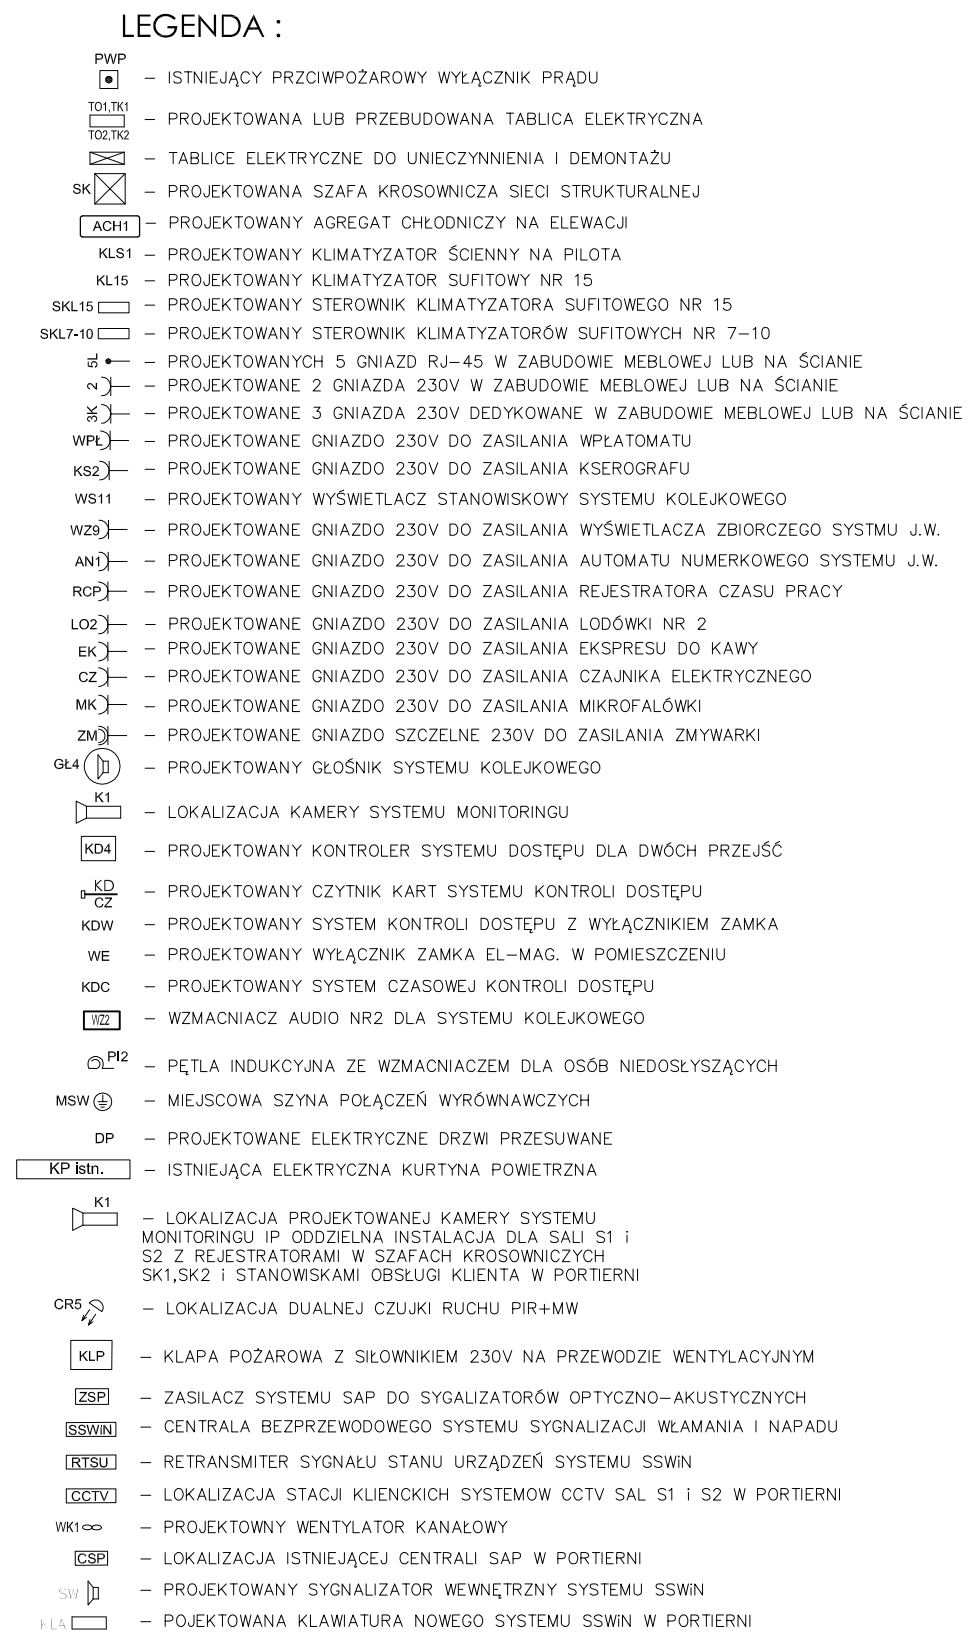 LEGENDA :
PWP
– ISTNIEJĄCY PRZCIWPOŻAROWY WYŁĄCZNIK PRĄDU
TO1,TK1
– PROJEKTOWANA LUB PRZEBUDOWANA TABLICA ELEKTRYCZNA
TO2,TK2
– TABLICE ELEKTRYCZNE DO UNIECZYNNIENIA I DEMONTAŻU
SK – PROJEKTOWANA SZAFA KROSOWNICZA SIECI STRUKTURALNEJ
ACH1 – PROJEKTOWANY AGREGAT CHŁODNICZY NA ELEWACJI
KLS1 – PROJEKTOWANY KLIMATYZATOR ŚCIENNY NA PILOTA
KL15 – PROJEKTOWANY KLIMATYZATOR SUFITOWY NR 15
SKL15 – PROJEKTOWANY STEROWNIK KLIMATYZATORA SUFITOWEGO NR 15
SKL7-10 – PROJEKTOWANY STEROWNIK KLIMATYZATORÓW SUFITOWYCH NR 7–10
5L – PROJEKTOWANYCH 5 GNIAZD RJ–45 W ZABUDOWIE MEBLOWEJ LUB NA ŚCIANIE
2 – PROJEKTOWANE 2 GNIAZDA 230V W ZABUDOWIE MEBLOWEJ LUB NA ŚCIANIE
3K – PROJEKTOWANE 3 GNIAZDA 230V DEDYKOWANE W ZABUDOWIE MEBLOWEJ LUB NA ŚCIANIE
WPŁ – PROJEKTOWANE GNIAZDO 230V DO ZASILANIA WPŁATOMATU
KS2 – PROJEKTOWANE GNIAZDO 230V DO ZASILANIA KSEROGRAFU
WS11 – PROJEKTOWANY WYŚWIETLACZ STANOWISKOWY SYSTEMU KOLEJKOWEGO
WZ9 – PROJEKTOWANE GNIAZDO 230V DO ZASILANIA WYŚWIETLACZA ZBIORCZEGO SYSTMU J.W.
AN1 – PROJEKTOWANE GNIAZDO 230V DO ZASILANIA AUTOMATU NUMERKOWEGO SYSTEMU J.W.
RCP – PROJEKTOWANE GNIAZDO 230V DO ZASILANIA REJESTRATORA CZASU PRACY
LO2 – PROJEKTOWANE GNIAZDO 230V DO ZASILANIA LODÓWKI NR 2
EK – PROJEKTOWANE GNIAZDO 230V DO ZASILANIA EKSPRESU DO KAWY
CZ – PROJEKTOWANE GNIAZDO 230V DO ZASILANIA CZAJNIKA ELEKTRYCZNEGO
MK – PROJEKTOWANE GNIAZDO 230V DO ZASILANIA MIKROFALÓWKI
ZM – PROJEKTOWANE GNIAZDO SZCZELNE 230V DO ZASILANIA ZMYWARKI
GŁ4 – PROJEKTOWANY GŁOŚNIK SYSTEMU KOLEJKOWEGO
K1
– LOKALIZACJA KAMERY SYSTEMU MONITORINGU
KD4 – PROJEKTOWANY KONTROLER SYSTEMU DOSTĘPU DLA DWÓCH PRZEJŚĆ
KD
– PROJEKTOWANY CZYTNIK KART SYSTEMU KONTROLI DOSTĘPU
CZ
KDW – PROJEKTOWANY SYSTEM KONTROLI DOSTĘPU Z WYŁĄCZNIKIEM ZAMKA
WE – PROJEKTOWANY WYŁĄCZNIK ZAMKA EL–MAG. W POMIESZCZENIU
KDC – PROJEKTOWANY SYSTEM CZASOWEJ KONTROLI DOSTĘPU
WZ2 – WZMACNIACZ AUDIO NR2 DLA SYSTEMU KOLEJKOWEGO
PI2 – PĘTLA INDUKCYJNA ZE WZMACNIACZEM DLA OSÓB NIEDOSŁYSZĄCYCH
MSW – MIEJSCOWA SZYNA POŁĄCZEŃ WYRÓWNAWCZYCH
DP – PROJEKTOWANE ELEKTRYCZNE DRZWI PRZESUWANE
KP istn. – ISTNIEJĄCA ELEKTRYCZNA KURTYNA POWIETRZNA
K1
– LOKALIZACJA PROJEKTOWANEJ KAMERY SYSTEMU
MONITORINGU IP ODDZIELNA INSTALACJA DLA SALI S1 i
S2 Z REJESTRATORAMI W SZAFACH KROSOWNICZYCH
SK1,SK2 i STANOWISKAMI OBSŁUGI KLIENTA W PORTIERNI
CR5 – LOKALIZACJA DUALNEJ CZUJKI RUCHU PIR+MW
KLP – KLAPA POŻAROWA Z SIŁOWNIKIEM 230V NA PRZEWODZIE WENTYLACYJNYM
ZSP – ZASILACZ SYSTEMU SAP DO SYGALIZATORÓW OPTYCZNO–AKUSTYCZNYCH
SSWiN – CENTRALA BEZPRZEWODOWEGO SYSTEMU SYGNALIZACJI WŁAMANIA I NAPADU
RTSU – RETRANSMITER SYGNAŁU STANU URZĄDZEŃ SYSTEMU SSWiN
CCTV – LOKALIZACJA STACJI KLIENCKICH SYSTEMOW CCTV SAL S1 i S2 W PORTIERNI
WK1 – PROJEKTOWNY WENTYLATOR KANAŁOWY
CSP – LOKALIZACJA ISTNIEJĄCEJ CENTRALI SAP W PORTIERNI
SW – PROJEKTOWANY SYGNALIZATOR WEWNĘTRZNY SYSTEMU SSWiN
KLA – POJEKTOWANA KLAWIATURA NOWEGO SYSTEMU SSWiN W PORTIERNI